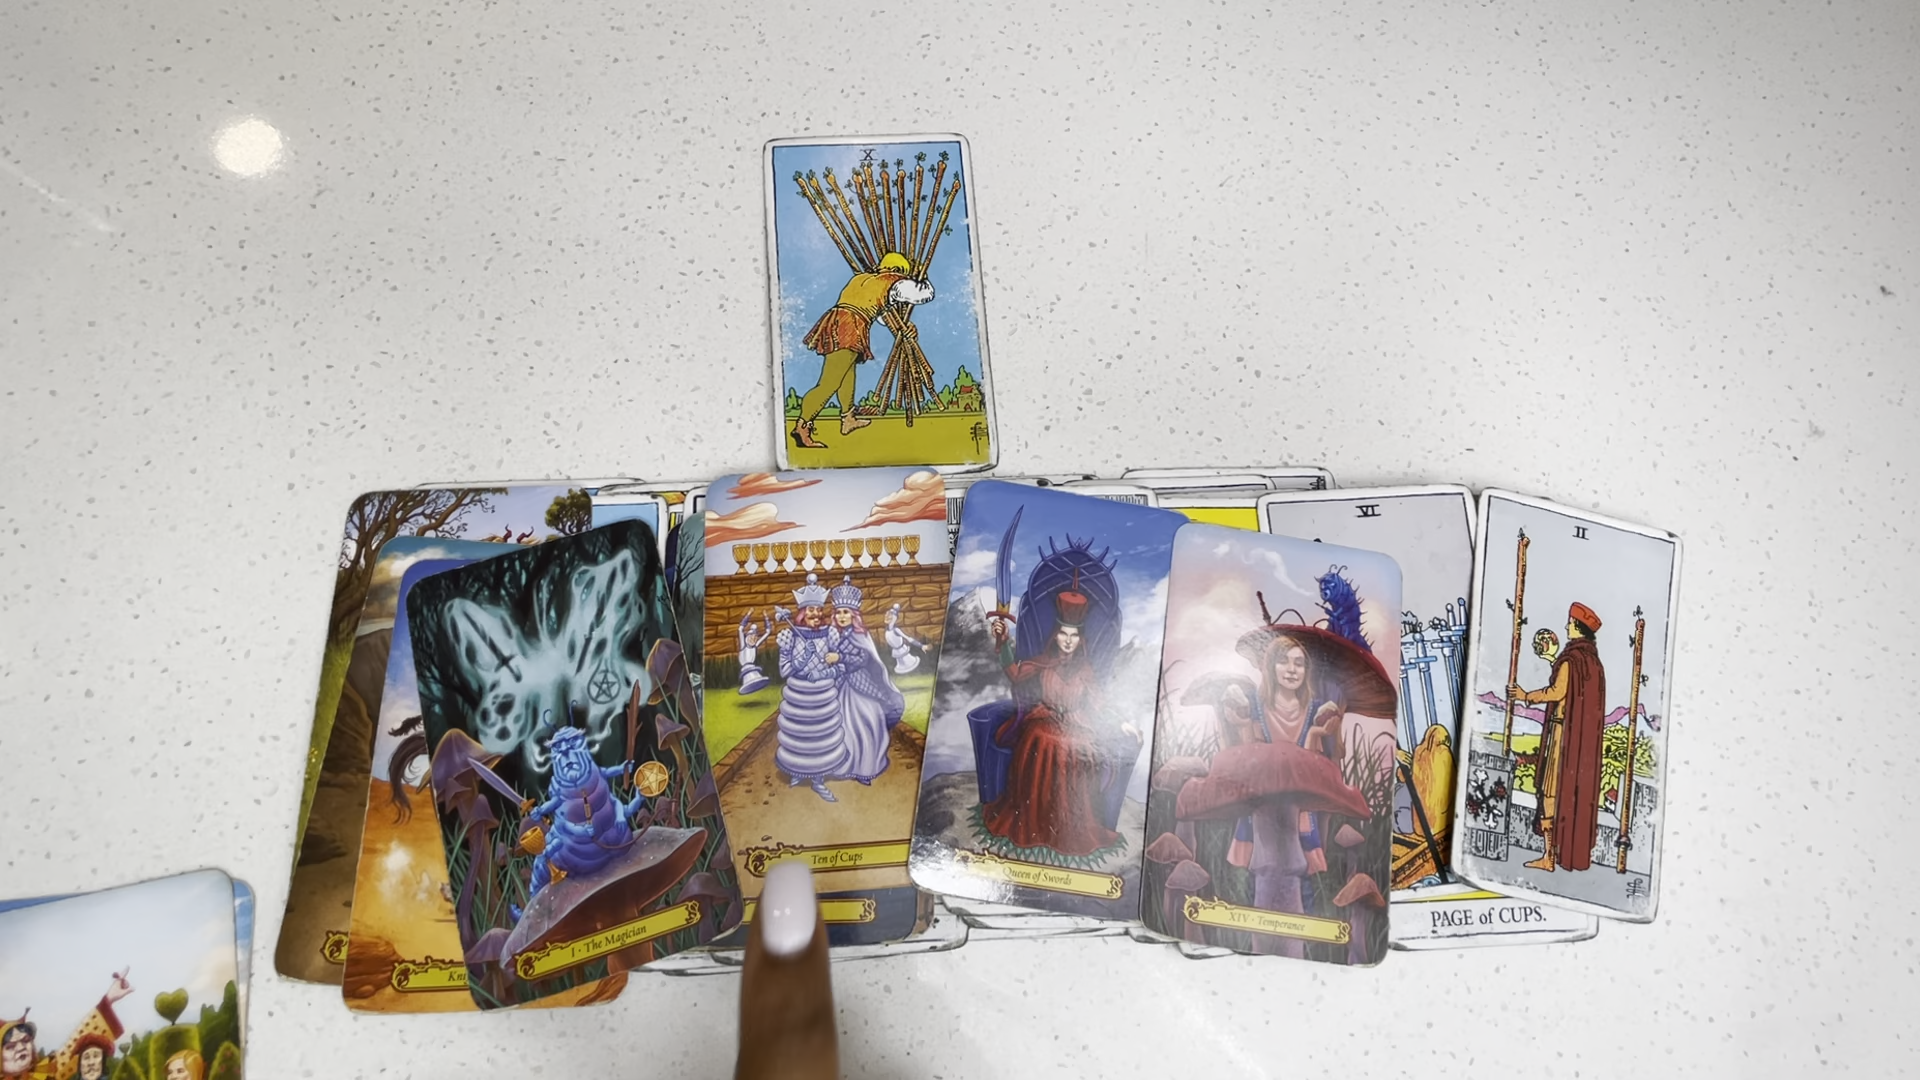 X
VI
II
Ten of Cups
Queen of Swords
XIV • Temperance
PAGE of CUPS.
I • The Magician